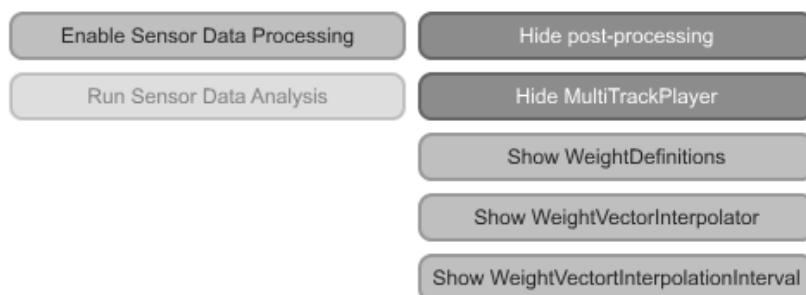 Enable Sensor Data Processing
Hide post-processing
Run Sensor Data Analysis
Hide MultiTrackPlayer
Show WeightDefinitions
Show WeightVectorInterpolator
Show WeightVectortInterpolationInterval